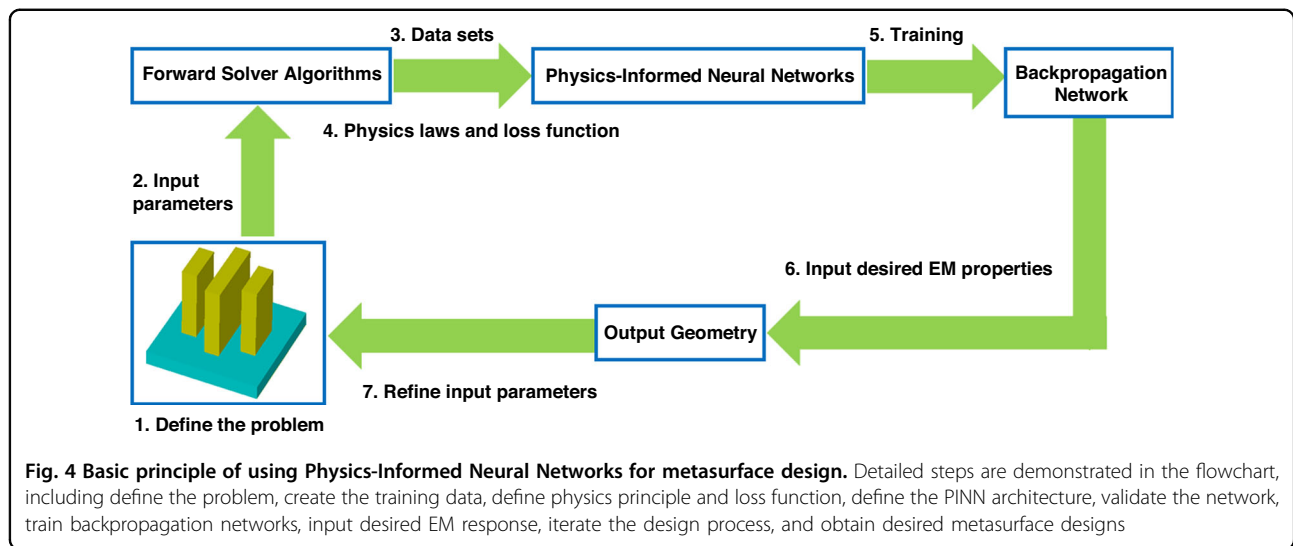 3. Data sets
5. Training
Forward Solver Algorithms
Physics-Informed Neural Networks
Backpropagation
Network
4. Physics laws and loss function
2. Input
parameters
6. Input desired EM properties
Output Geometry
7. Refine input parameters
1. Define the problem
Fig. 4 Basic principle of using Physics-Informed Neural Networks for metasurface design. Detailed steps are demonstrated in the flowchart,
including define the problem, create the training data, define physics principle and loss function, define the PINN architecture, validate the network,
train backpropagation networks, input desired EM response, iterate the design process, and obtain desired metasurface designs